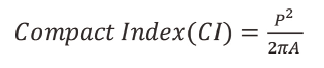 Compact Index(CI) = P²/2πA